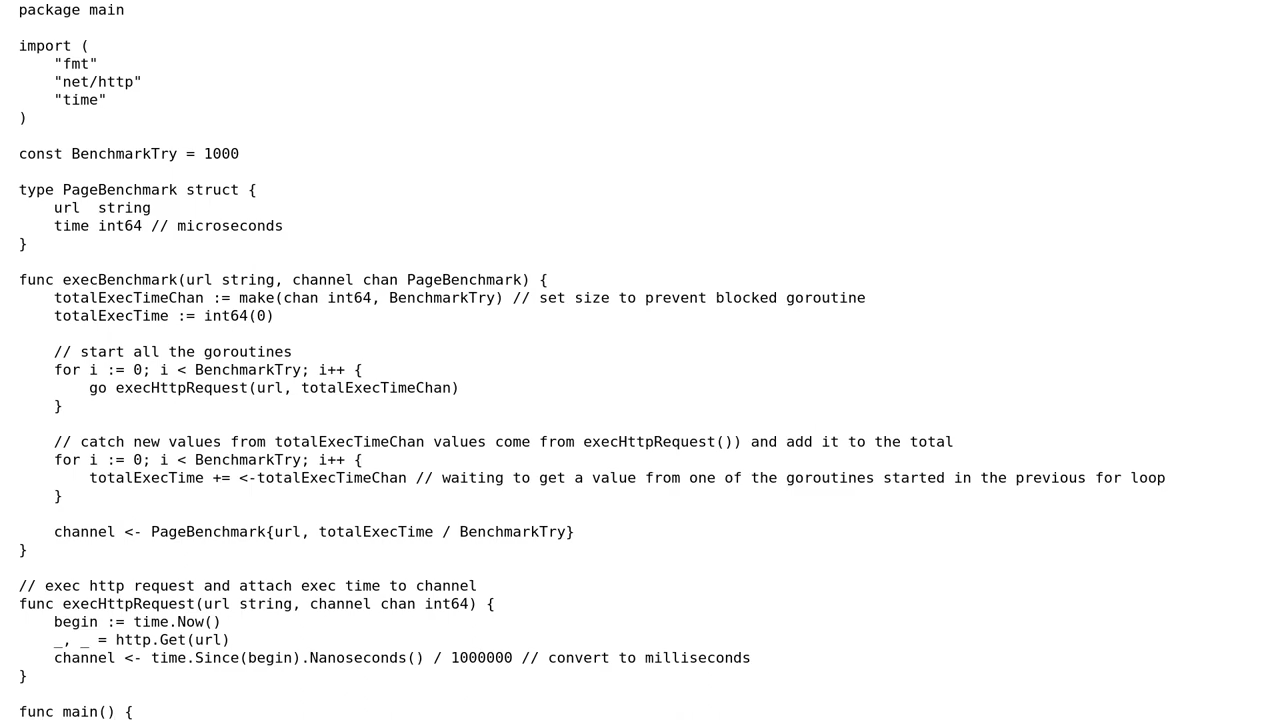 package main
import (
"fmt"
"net/http"
"time"
)
const BenchmarkTry = 1000
type PageBenchmark struct {
url  string
time int64 // microseconds
}
func execBenchmark(url string, channel chan PageBenchmark) {
totalExecTimeChan := make(chan int64, BenchmarkTry) // set size to prevent blocked goroutine
totalExecTime := int64(0)
// start all the goroutines
for i := 0; i < BenchmarkTry; i++ {
go execHttpRequest(url, totalExecTimeChan)
}
// catch new values from totalExecTimeChan values come from execHttpRequest()) and add it to the total
for i := 0; i < BenchmarkTry; i++ {
totalExecTime += <-totalExecTimeChan // waiting to get a value from one of the goroutines started in the previous for loop
}
channel <- PageBenchmark{url, totalExecTime / BenchmarkTry}
}
// exec http request and attach exec time to channel
func execHttpRequest(url string, channel chan int64) {
begin := time.Now()
_, _ = http.Get(url)
channel <- time.Since(begin).Nanoseconds() / 1000000 // convert to milliseconds
}
func main() {